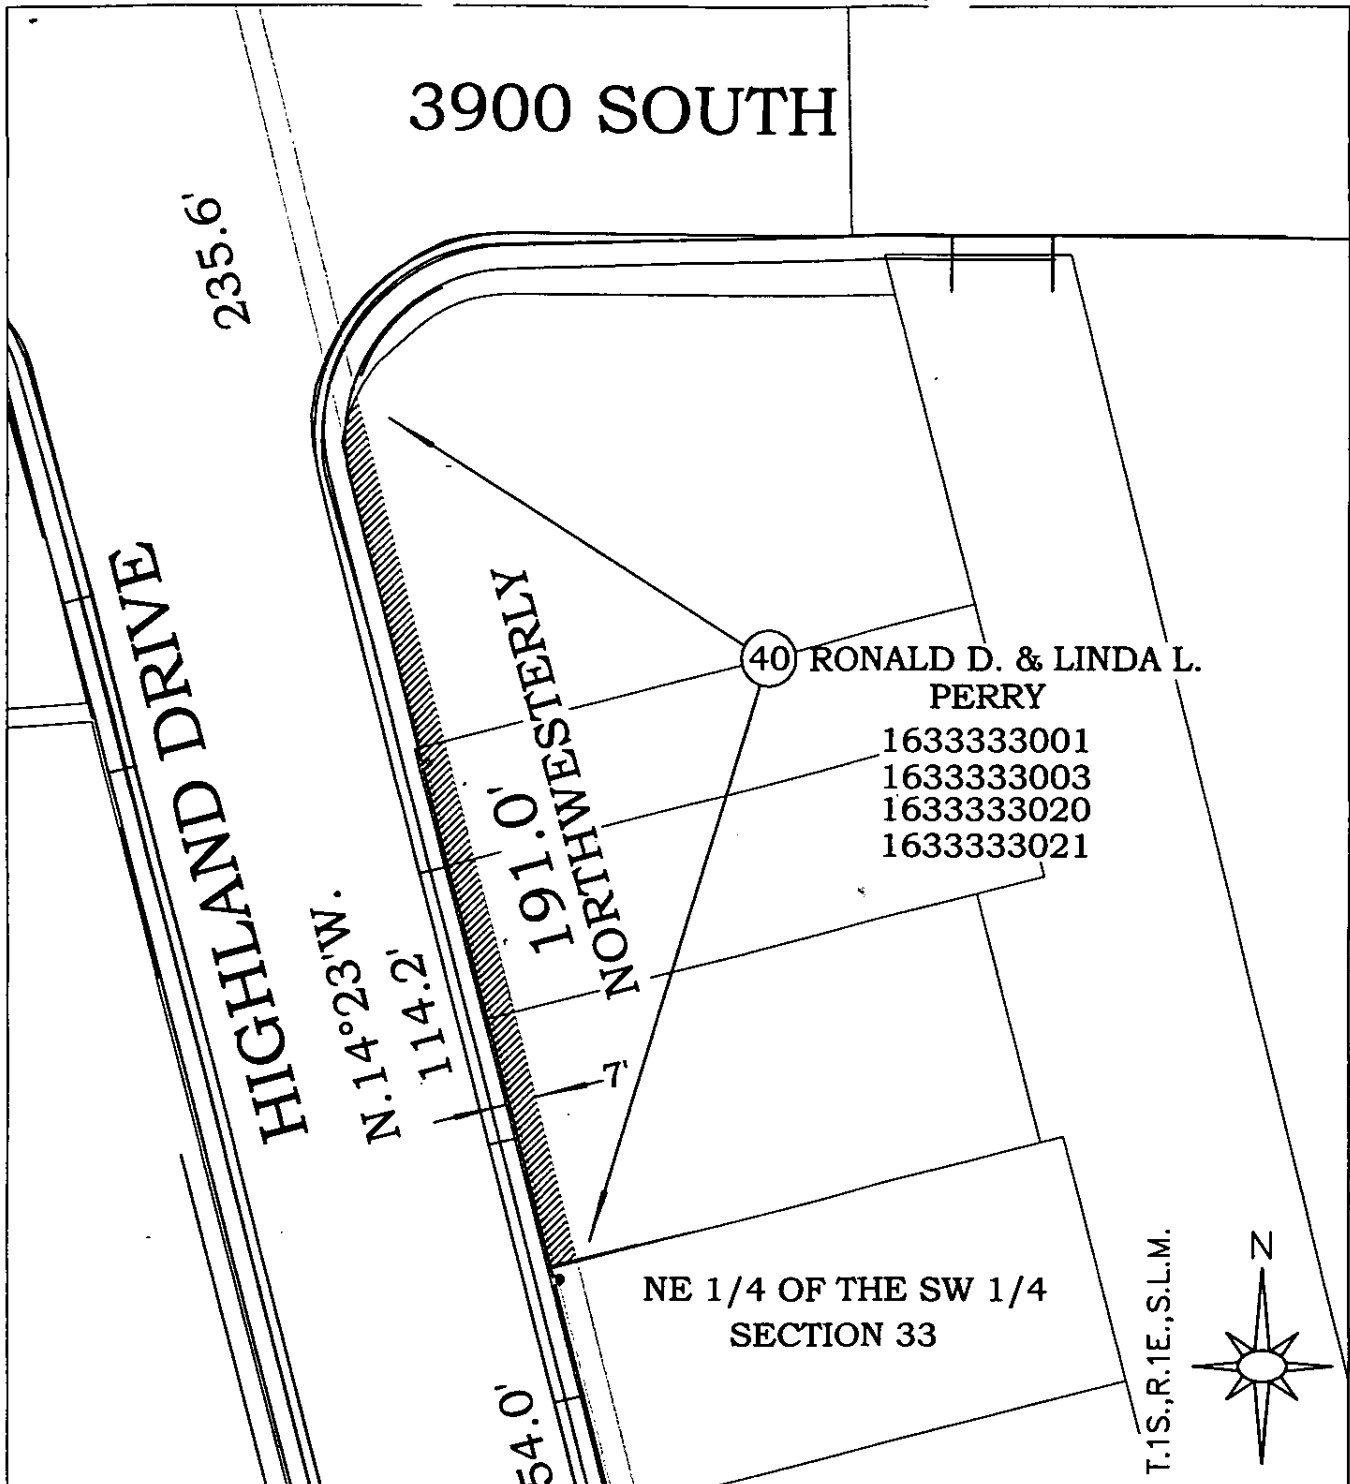 3900 SOUTH
235.6'
HIGHLAND DRIVE
N.14°23'W.
114.2'
191.0'
NORTHWESTERLY
7'
40 RONALD D. & LINDA L.
PERRY
1633333001
1633333003
1633333020
1633333021
NE 1/4 OF THE SW 1/4
SECTION 33
T.1S.,R.1E.,S.L.M.
N
54.0'